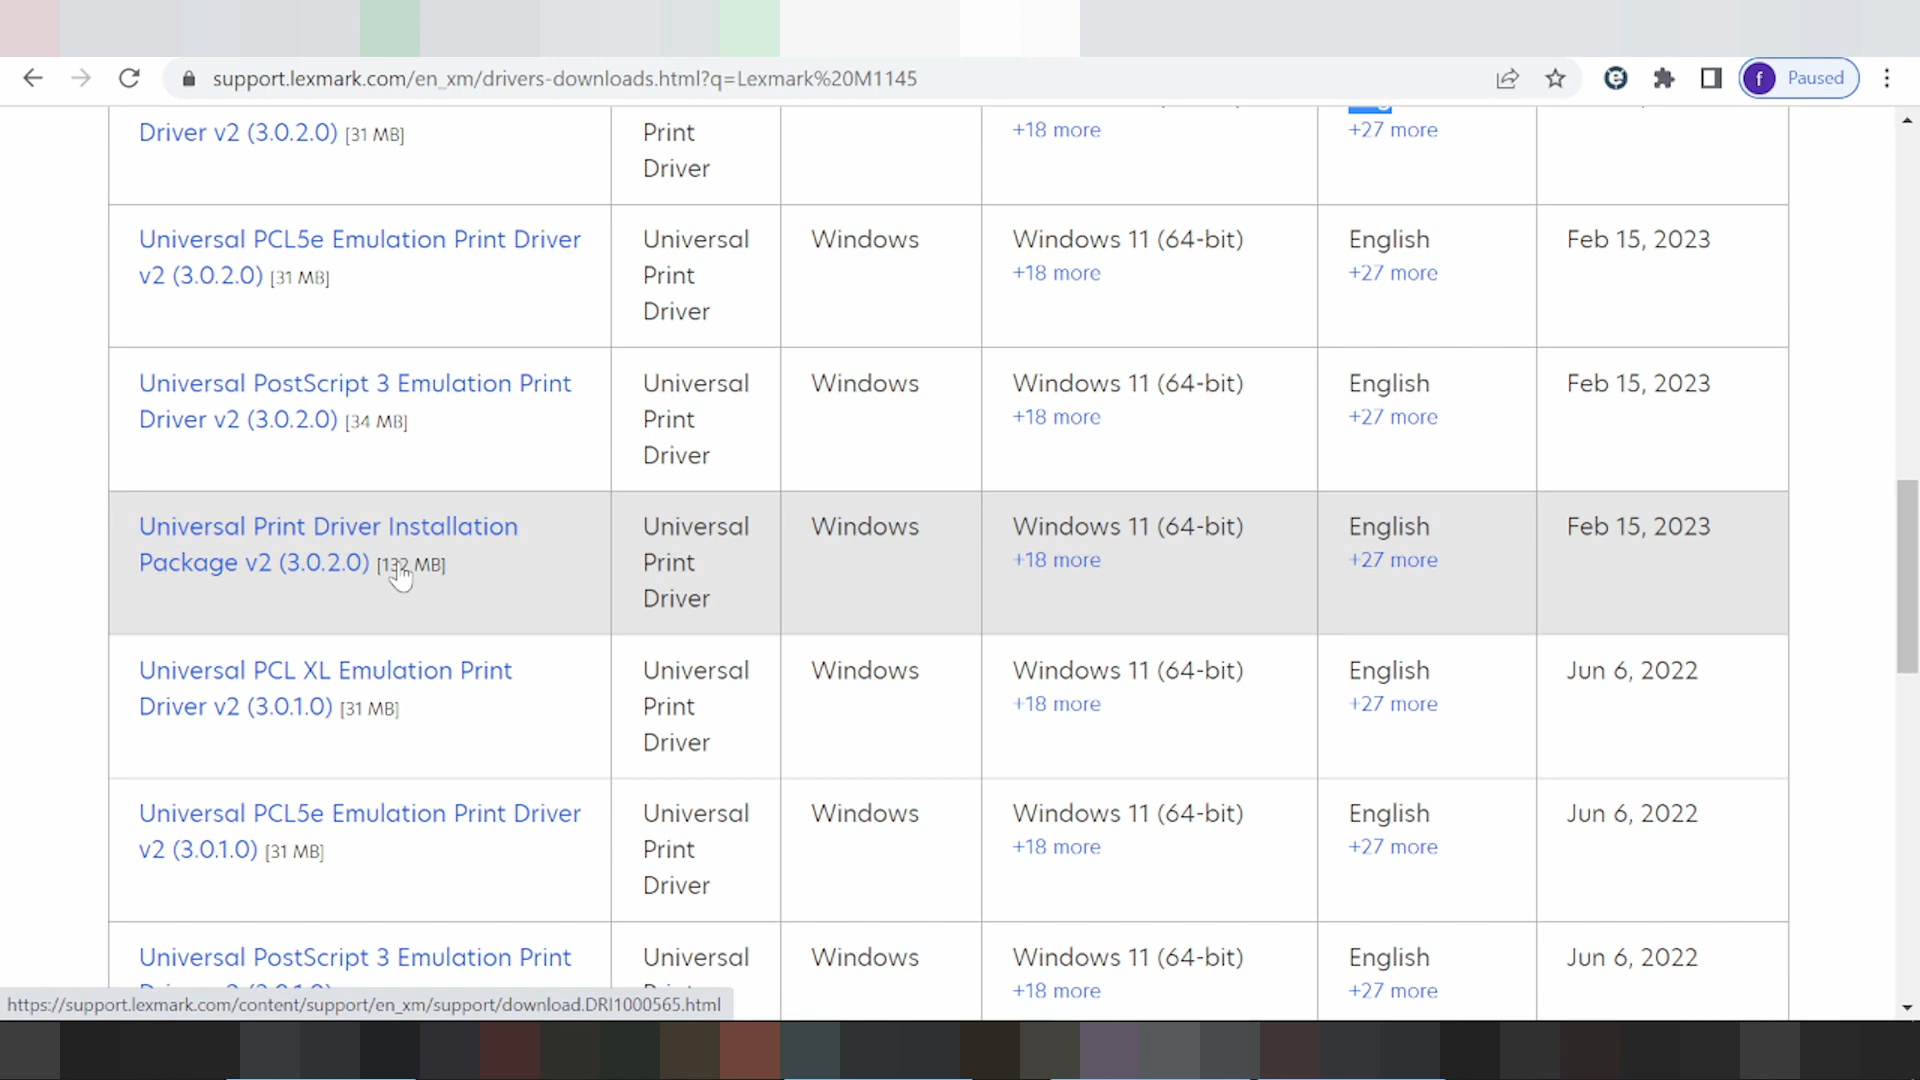 support.lexmark.com/en_xm/drivers-downloads.html?q=Lexmark%20M1145
f Paused
Driver v2 (3.0.2.0) [31 MB]
Print
Driver
+18 more
+27 more
Universal PCL5e Emulation Print Driver
v2 (3.0.2.0) [31 MB]
Universal
Print
Driver
Windows
Windows 11 (64-bit)
+18 more
English
+27 more
Feb 15, 2023
Universal PostScript 3 Emulation Print
Driver v2 (3.0.2.0) [34 MB]
Universal
Print
Driver
Windows
Windows 11 (64-bit)
+18 more
English
+27 more
Feb 15, 2023
Universal Print Driver Installation
Package v2 (3.0.2.0) [132 MB]
Universal
Print
Driver
Windows
Windows 11 (64-bit)
+18 more
English
+27 more
Feb 15, 2023
Universal PCL XL Emulation Print
Driver v2 (3.0.1.0) [31 MB]
Universal
Print
Driver
Windows
Windows 11 (64-bit)
+18 more
English
+27 more
Jun 6, 2022
Universal PCL5e Emulation Print Driver
v2 (3.0.1.0) [31 MB]
Universal
Print
Driver
Windows
Windows 11 (64-bit)
+18 more
English
+27 more
Jun 6, 2022
Universal PostScript 3 Emulation Print
Universal
Windows
Windows 11 (64-bit)
+18 more
English
+27 more
Jun 6, 2022
https://support.lexmark.com/content/support/en_xm/support/download.DRI1000565.html